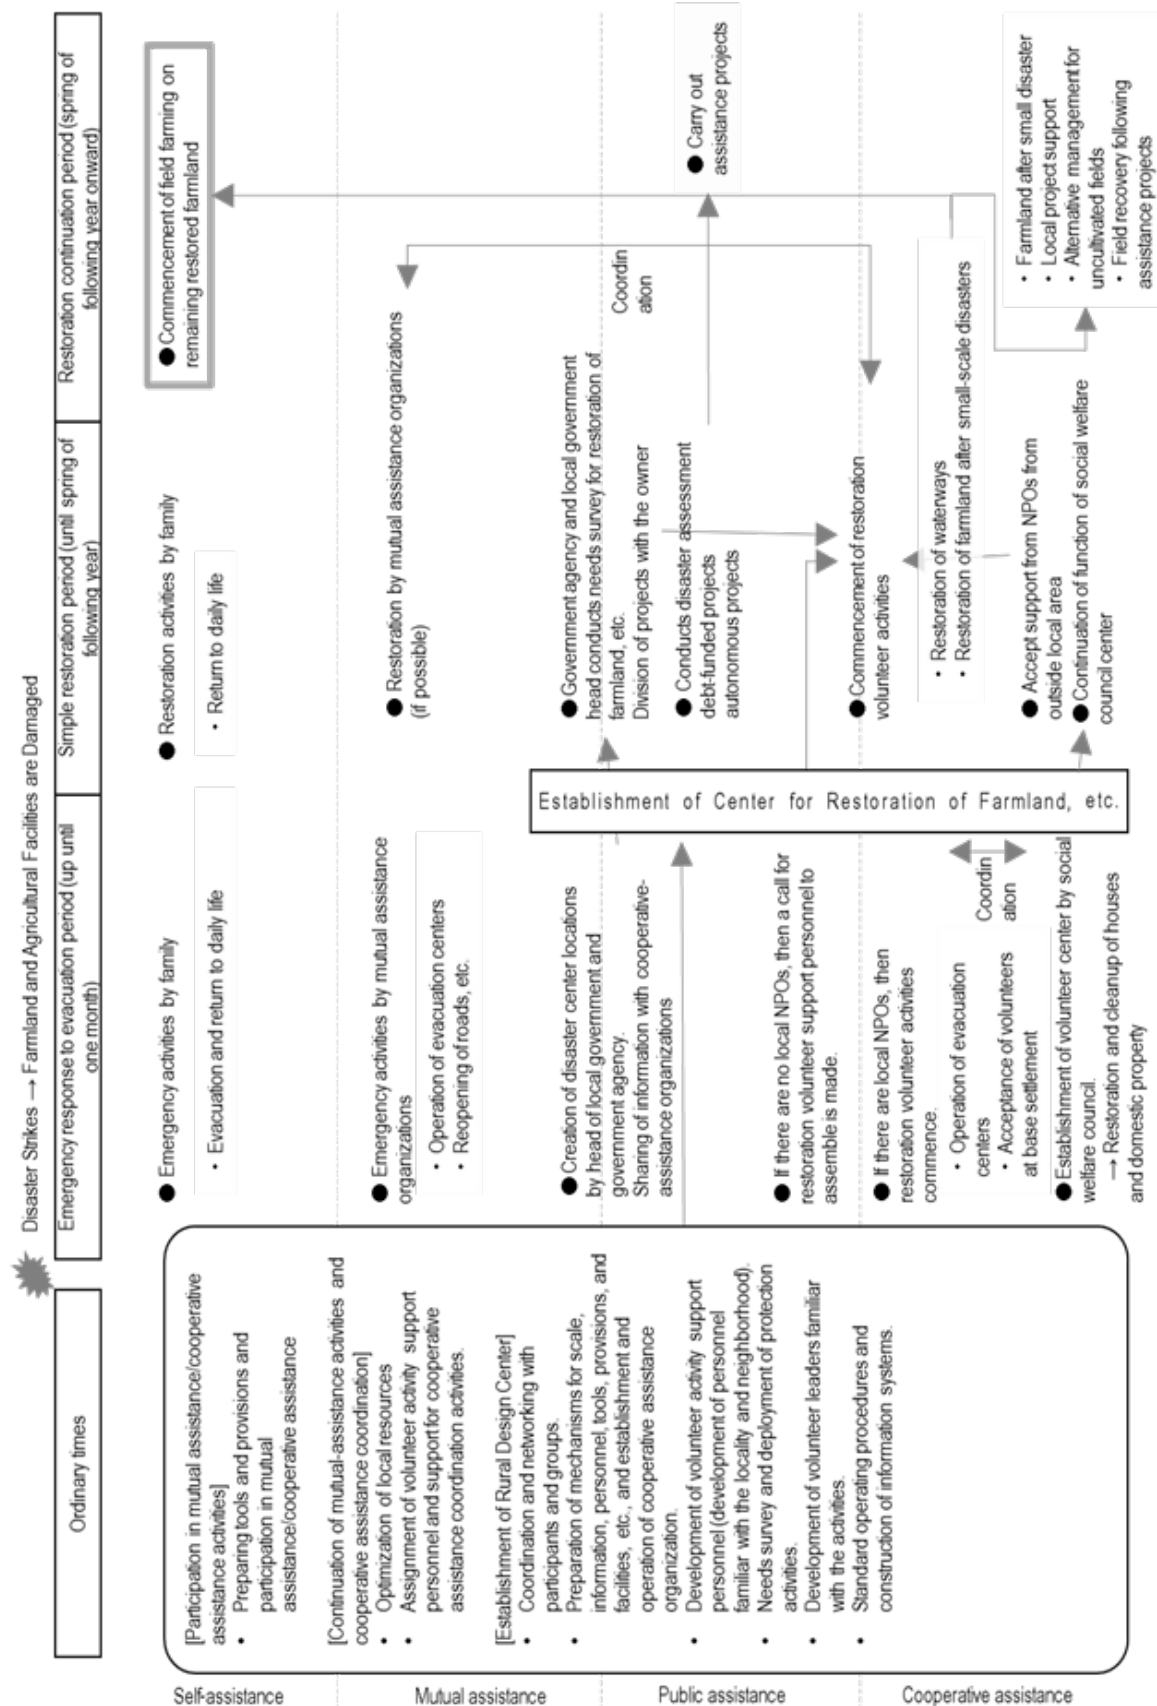 Disaster Strikes → Farmland and Agricultural Facilities are Damaged
Ordinary times
Emergency response to evacuation period (up until
one month)
Simple restoration period (until spring of
following year)
Restoration continuation period (spring of
following year onward)
Self-assistance
Mutual assistance
Public assistance
Cooperative assistance
[Participation in mutual assistance/cooperative
assistance activities]
• Preparing tools and provisions and
participation in mutual
assistance/cooperative assistance
[Continuation of mutual-assistance activities and
cooperative assistance coordination]
• Optimization of local resources
• Assignment of volunteer activity support
personnel and support for cooperative
assistance coordination activities.
[Establishment of Rural Design Center]
• Coordination and networking with
participants and groups.
• Preparation of mechanisms for scale,
information, personnel, tools, provisions, and
facilities, etc., and establishment and
operation of cooperative assistance
organization.
• Development of volunteer activity support
personnel (development of personnel
familiar with the locality and neighborhood).
• Needs survey and deployment of protection
activities.
• Development of volunteer leaders familiar
with the activities.
• Standard operating procedures and
construction of information systems.
● Emergency activities by family
• Evacuation and return to daily life
● Emergency activities by mutual assistance
organizations
• Operation of evacuation centers
• Reopening of roads, etc.
● Creation of disaster center locations
by head of local government and
government agency.
Sharing of information with cooperative-
assistance organizations
● If there are no local NPOs, then a call for
restoration volunteer support personnel to
assemble is made.
● If there are local NPOs, then
restoration volunteer activities
commence.
• Operation of evacuation
centers
• Acceptance of volunteers
at base settlement
Coordin
ation
● Establishment of volunteer center by social
welfare council.
→ Restoration and cleanup of houses
and domestic property
Establishment of Center for Restoration of Farmland, etc.
● Restoration activities by family
• Return to daily life
● Restoration by mutual assistance organizations
(if possible)
● Government agency and local government
head conducts needs survey for restoration of
farmland, etc.
Division of projects with the owner
● Conducts disaster assessment
debt-funded projects
autonomous projects
● Commencement of restoration
volunteer activities
• Restoration of waterways
• Restoration of farmland after small-scale disasters
● Accept support from NPOs from
outside local area
● Continuation of function of social welfare
council center
● Commencement of field farming on
remaining restored farmland
Coordin
ation
● Carry out
assistance projects
• Farmland after small disaster
• Local project support
• Alternative management for
uncultivated fields
• Field recovery following
assistance projects